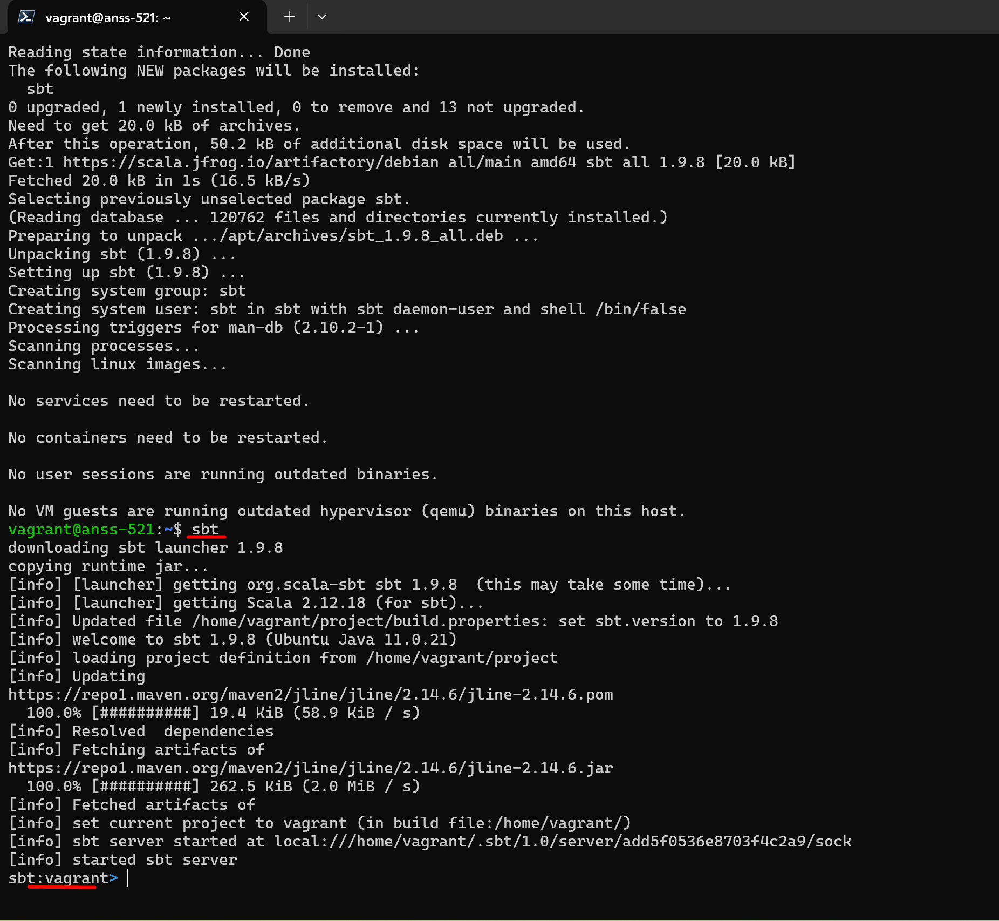 vagrant@anss-521: ~
Reading state information... Done
The following NEW packages will be installed:
  sbt
0 upgraded, 1 newly installed, 0 to remove and 13 not upgraded.
Need to get 20.0 kB of archives.
After this operation, 50.2 kB of additional disk space will be used.
Get:1 https://scala.jfrog.io/artifactory/debian all/main amd64 sbt all 1.9.8 [20.0 kB]
Fetched 20.0 kB in 1s (16.5 kB/s)
Selecting previously unselected package sbt.
(Reading database ... 120762 files and directories currently installed.)
Preparing to unpack .../apt/archives/sbt_1.9.8_all.deb ...
Unpacking sbt (1.9.8) ...
Setting up sbt (1.9.8) ...
Creating system group: sbt
Creating system user: sbt in sbt with sbt daemon-user and shell /bin/false
Processing triggers for man-db (2.10.2-1) ...
Scanning processes...
Scanning linux images...

No services need to be restarted.

No containers need to be restarted.

No user sessions are running outdated binaries.

No VM guests are running outdated hypervisor (qemu) binaries on this host.
vagrant@anss-521:~$ sbt
downloading sbt launcher 1.9.8
copying runtime jar...
[info] [launcher] getting org.scala-sbt sbt 1.9.8  (this may take some time)...
[info] [launcher] getting Scala 2.12.18 (for sbt)...
[info] Updated file /home/vagrant/project/build.properties: set sbt.version to 1.9.8
[info] welcome to sbt 1.9.8 (Ubuntu Java 11.0.21)
[info] loading project definition from /home/vagrant/project
[info] Updating
https://repo1.maven.org/maven2/jline/jline/2.14.6/jline-2.14.6.pom
  100.0% [##########] 19.4 KiB (58.9 KiB / s)
[info] Resolved  dependencies
[info] Fetching artifacts of
https://repo1.maven.org/maven2/jline/jline/2.14.6/jline-2.14.6.jar
  100.0% [##########] 262.5 KiB (2.0 MiB / s)
[info] Fetched artifacts of
[info] set current project to vagrant (in build file:/home/vagrant/)
[info] sbt server started at local:///home/vagrant/.sbt/1.0/server/add5f0536e8703f4c2a9/sock
[info] started sbt server
sbt:vagrant>